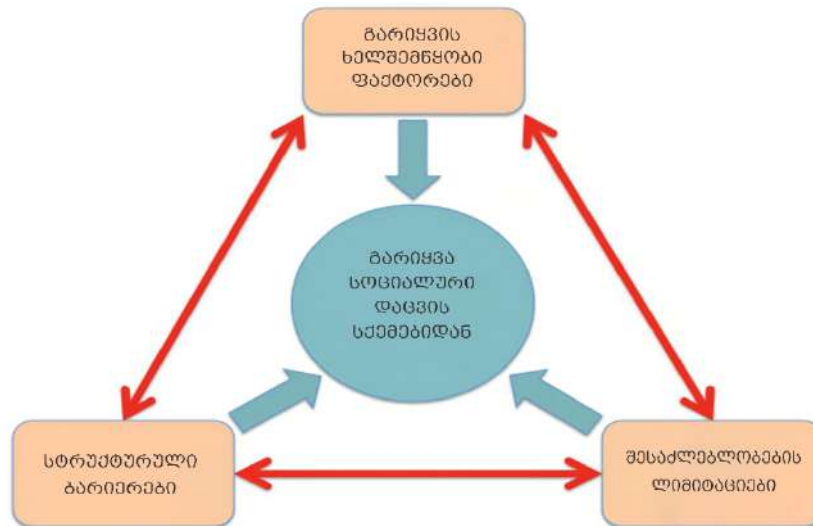 გარიყვის
ხელშემწყობი
ფაქტორები
გარიყვა
სოციალური
დაცვის
სქემებიდან
სტრუქტურული
ბარიერები
შესაძლებლობების
ლიმიტაციები